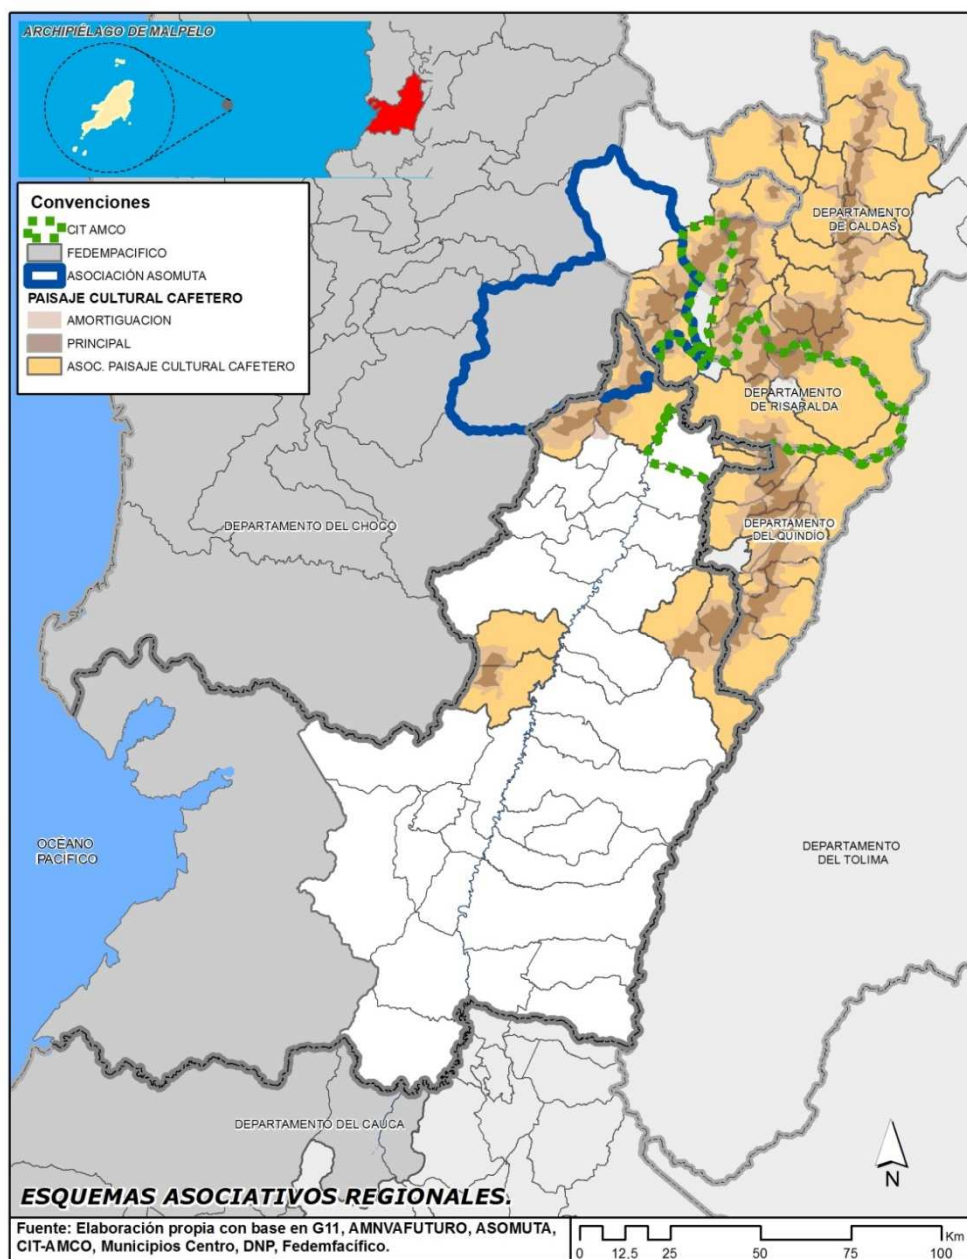 ARCHIPIÉLAGO DE MALPELO
Convenciones
CIT AMCO
FEDEMPACIFICO
ASOCIACIÓN ASOMUTA
PAISAJE CULTURAL CAFETERO
AMORTIGUACION
PRINCIPAL
ASOC. PAISAJE CULTURAL CAFETERO
DEPARTAMENTO
DE CALDAS
DEPARTAMENTO
DE RISARALDA
DEPARTAMENTO DEL CHOCÓ
DEPARTAMENTO
DEL QUINDÍO
OCÉANO
PACÍFICO
DEPARTAMENTO
DEL TOLIMA
DEPARTAMENTO DEL CAUCA
N
ESQUEMAS ASOCIATIVOS REGIONALES.
Fuente: Elaboración propia con base en G11, AMNVAFUTURO, ASOMUTA,
CIT-AMCO, Municipios Centro, DNP, Fedemfacífico.
Km
0 12,5 25 50 75 100